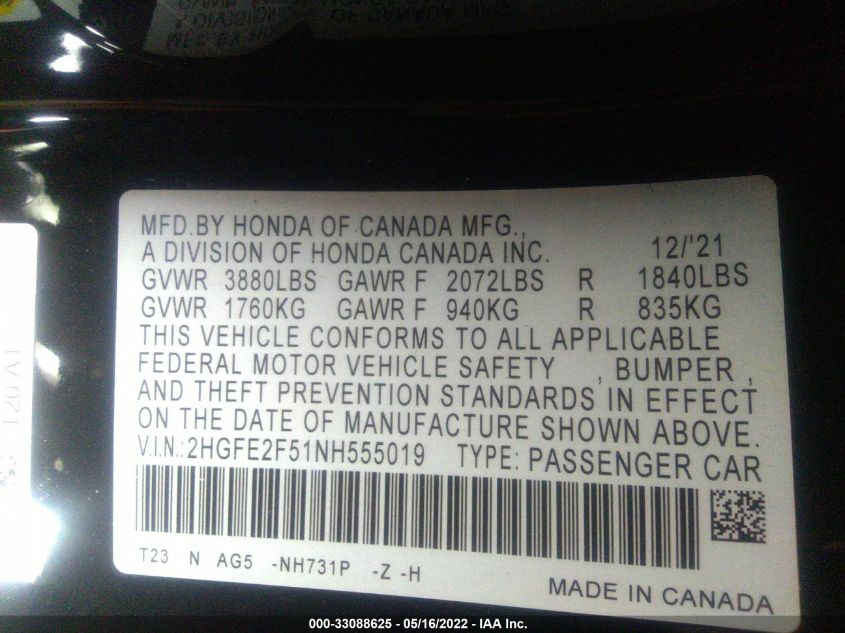 MFD.BY HONDA OF CANADA MFG.,
A DIVISION OF HONDA CANADA INC. 12/'21
GVWR 3880LBS GAWR F 2072LBS R 1840LBS
GVWR 1760KG GAWR F 940KG R 835KG
THIS VEHICLE CONFORMS TO ALL APPLICABLE
FEDERAL MOTOR VEHICLE SAFETY , BUMPER ,
AND THEFT PREVENTION STANDARDS IN EFFECT
ON THE DATE OF MANUFACTURE SHOWN ABOVE.
V.I.N.:2HGFE2F51NH555019 TYPE: PASSENGER CAR
T23 N AG5 -NH731P -Z -H
MADE IN CANADA
000-33088625 - 05/16/2022 - IAA Inc.